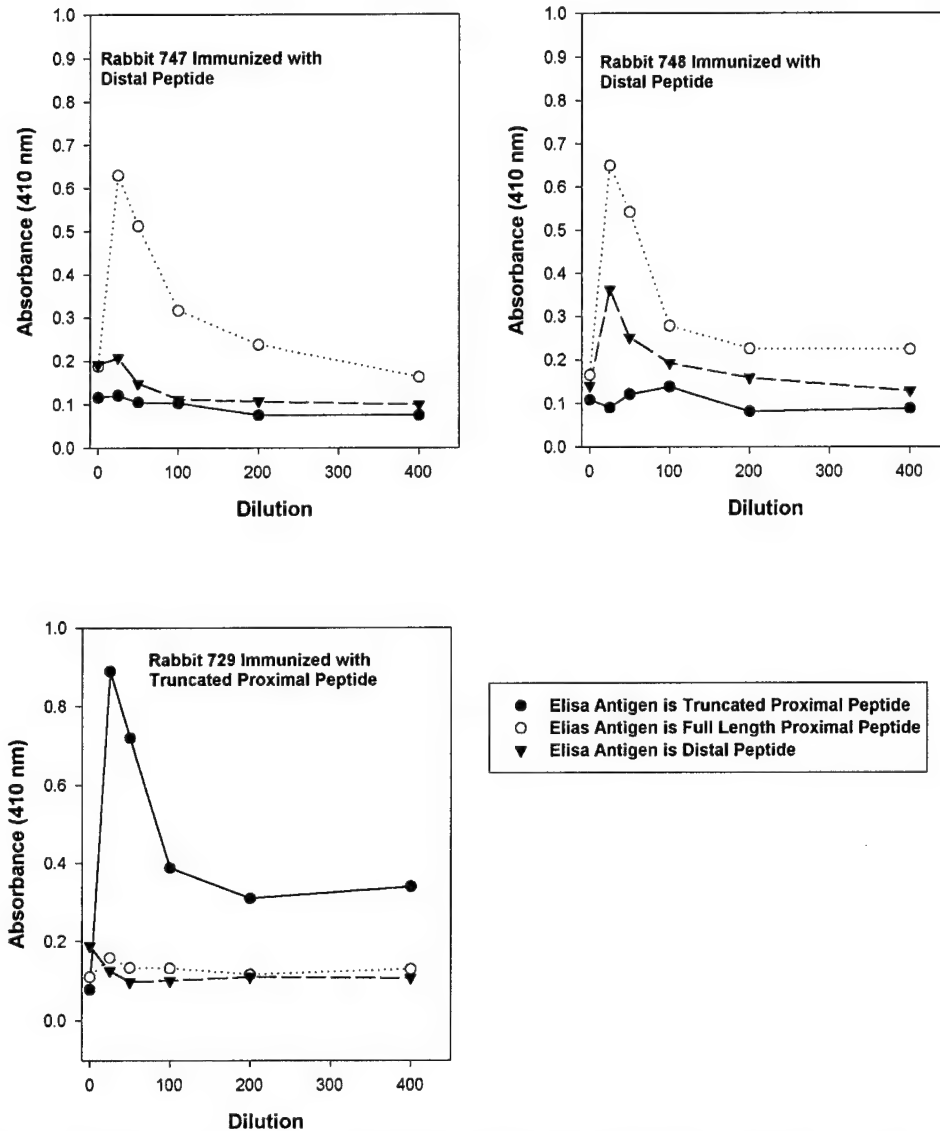 Rabbit 747 Immunized with
Distal Peptide
Absorbance (410 nm)
1.0
0.9
0.8
0.7
0.6
0.5
0.4
0.3
0.2
0.1
0.0
0 100 200 300 400
Dilution
Rabbit 748 Immunized with
Distal Peptide
Absorbance (410 nm)
1.0
0.9
0.8
0.7
0.6
0.5
0.4
0.3
0.2
0.1
0.0
0 100 200 300 400
Dilution
Rabbit 729 Immunized with
Truncated Proximal Peptide
Absorbance (410 nm)
1.0
0.8
0.6
0.4
0.2
0.0
0 100 200 300 400
Dilution
Elisa Antigen is Truncated Proximal Peptide
Elias Antigen is Full Length Proximal Peptide
Elisa Antigen is Distal Peptide